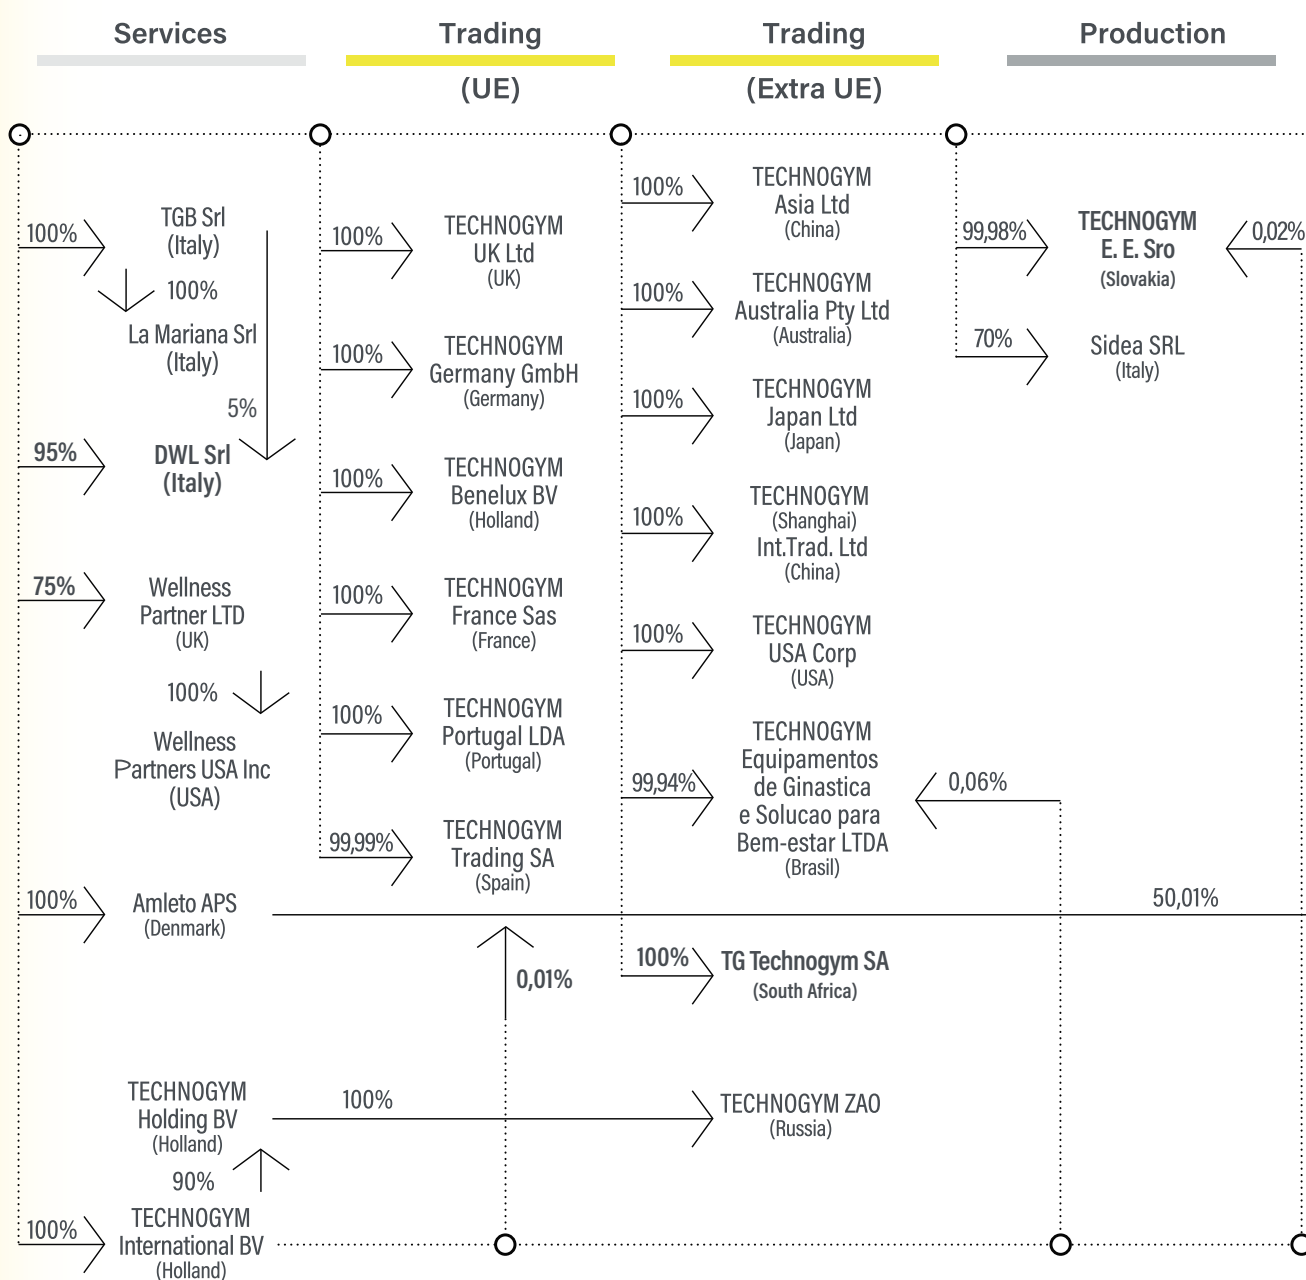 Services
Trading
(UE)
Trading
(Extra UE)
Production
100%
TGB Srl
(Italy)
100%
La Mariana Srl
(Italy)
5%
95%
DWL Srl
(Italy)
75%
Wellness
Partner LTD
(UK)
100%
Wellness
Partners USA Inc
(USA)
100%
Amleto APS
(Denmark)
50,01%
TECHNOGYM
Holding BV
(Holland)
90%
100%
TECHNOGYM
International BV
(Holland)
100%
TECHNOGYM
UK Ltd
(UK)
100%
TECHNOGYM
Germany GmbH
(Germany)
100%
TECHNOGYM
Benelux BV
(Holland)
100%
TECHNOGYM
France Sas
(France)
100%
TECHNOGYM
Portugal LDA
(Portugal)
99,99%
TECHNOGYM
Trading SA
(Spain)
0,01%
100%
TECHNOGYM
Asia Ltd
(China)
100%
TECHNOGYM
Australia Pty Ltd
(Australia)
100%
TECHNOGYM
Japan Ltd
(Japan)
100%
TECHNOGYM
(Shanghai)
Int.Trad. Ltd
(China)
100%
TECHNOGYM
USA Corp
(USA)
99,94%
TECHNOGYM
Equipamentos
de Ginastica
e Solucao para
Bem-estar LTDA
(Brasil)
0,06%
100%
TG Technogym SA
(South Africa)
100%
TECHNOGYM ZAO
(Russia)
99,98%
TECHNOGYM
E. E. Sro
(Slovakia)
0,02%
70%
Sidea SRL
(Italy)